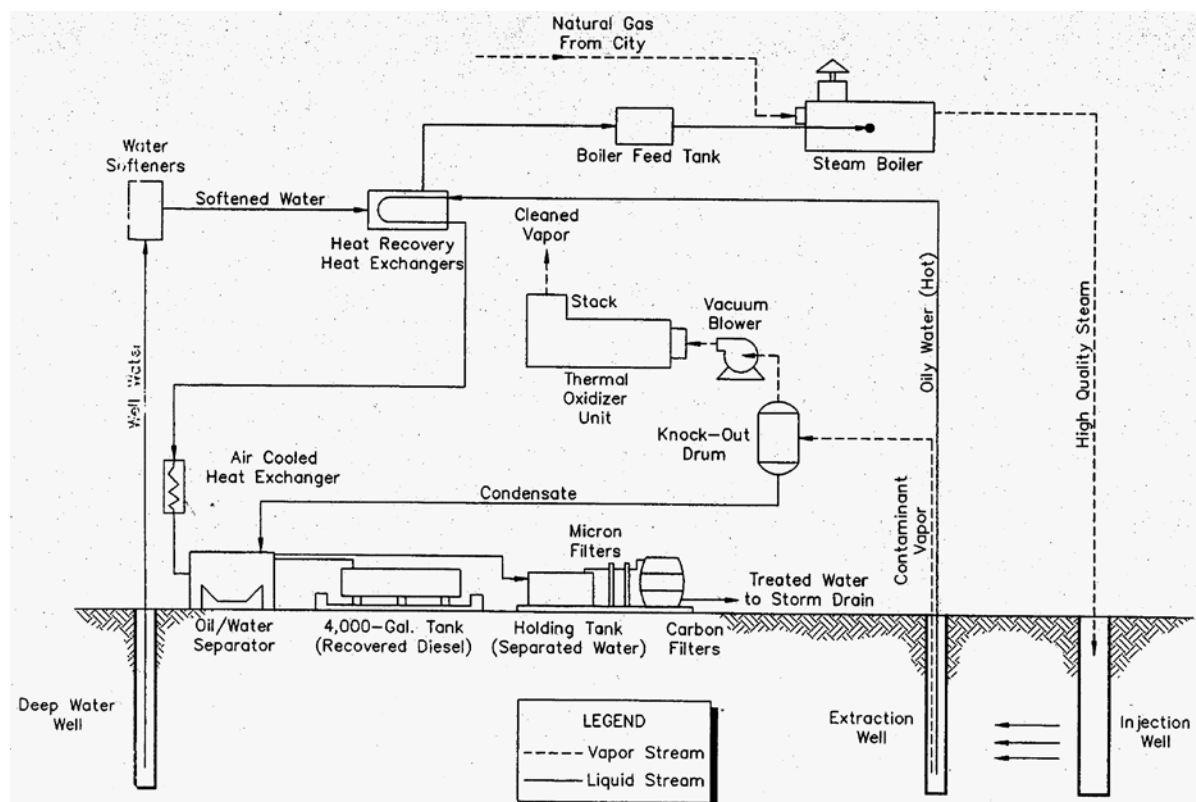 Natural Gas
From City
Boiler Feed Tank
Steam Boiler
Water
Softeners
Softened Water
Heat Recovery
Heat Exchangers
Cleaned
Vapor
Stack
Vacuum
Blower
Thermal
Oxidizer
Unit
Knock-Out
Drum
Oily Water (Hot)
High Quality Steam
Well Water
Air Cooled
Heat Exchanger
Condensate
Contaminant
Vapor
Micron
Filters
Treated Water
to Storm Drain
Oil/Water
Separator
4,000-Gal. Tank
(Recovered Diesel)
Holding Tank
(Separated Water)
Carbon
Filters
Deep Water
Well
LEGEND
Vapor Stream
Liquid Stream
Extraction
Well
Injection
Well